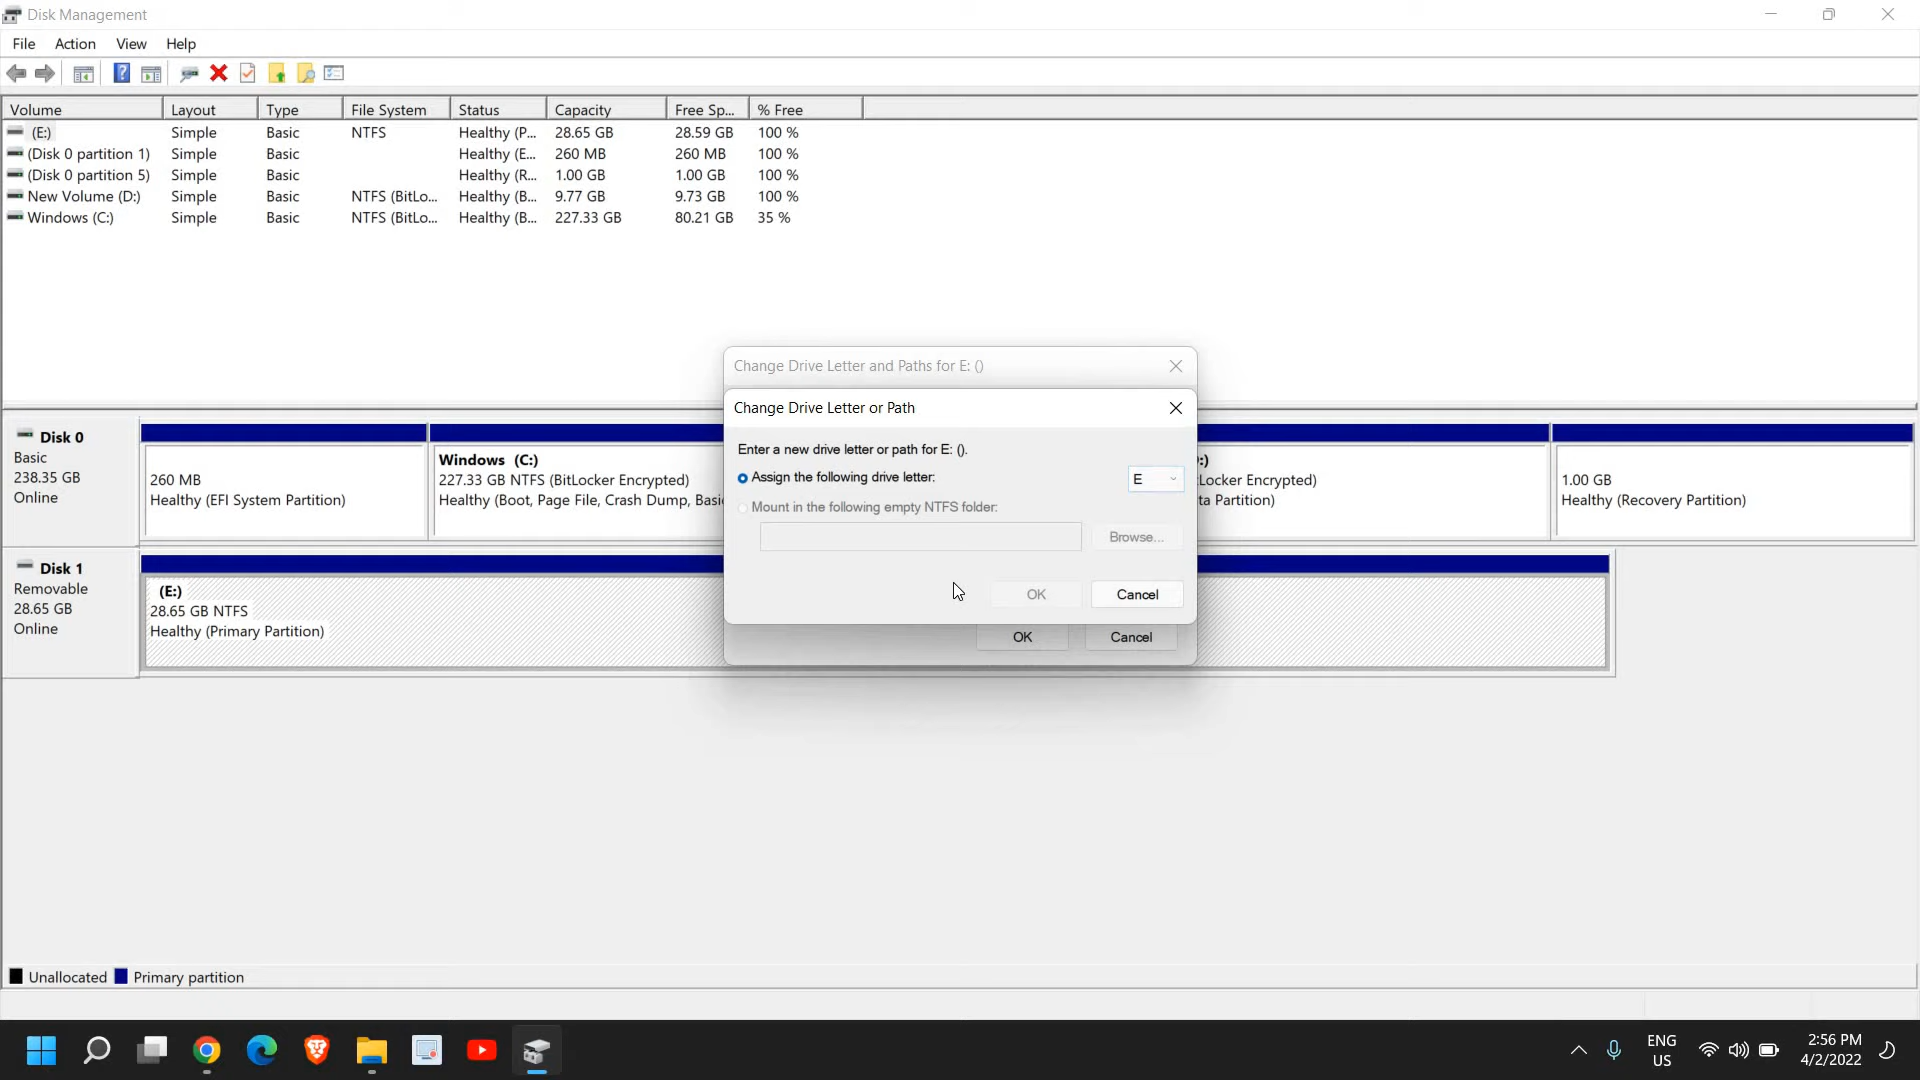 Disk Management
File Action View Help
Volume Layout Type File System Status Capacity Free Sp... % Free
(E:) Simple Basic NTFS Healthy (P... 28.65 GB 28.59 GB 100 %
(Disk 0 partition 1) Simple Basic Healthy (E... 260 MB 260 MB 100 %
(Disk 0 partition 5) Simple Basic Healthy (R... 1.00 GB 1.00 GB 100 %
New Volume (D:) Simple Basic NTFS (BitLo... Healthy (B... 9.77 GB 9.73 GB 100 %
Windows (C:) Simple Basic NTFS (BitLo... Healthy (B... 227.33 GB 80.21 GB 35 %
Change Drive Letter and Paths for E: ()
Change Drive Letter or Path
Enter a new drive letter or path for E: ().
Assign the following drive letter: E
Mount in the following empty NTFS folder:
Browse...
OK Cancel
OK Cancel
Disk 0
Basic
238.35 GB
Online
260 MB
Healthy (EFI System Partition)
Windows (C:)
227.33 GB NTFS (BitLocker Encrypted)
Healthy (Boot, Page File, Crash Dump, Basi
:)
Locker Encrypted)
ta Partition)
1.00 GB
Healthy (Recovery Partition)
Disk 1
Removable
28.65 GB
Online
(E:)
28.65 GB NTFS
Healthy (Primary Partition)
Unallocated Primary partition
ENG
US
2:56 PM
4/2/2022